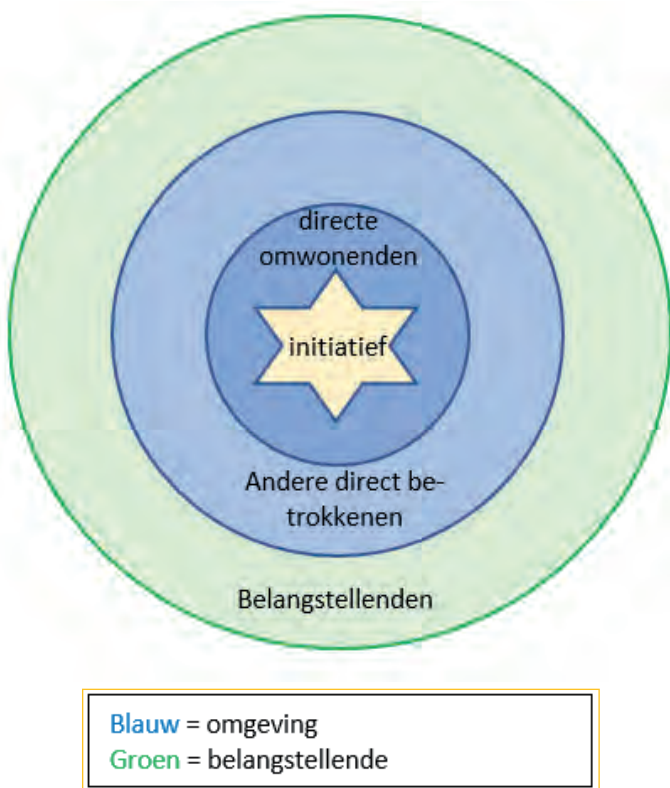 directe
omwonenden
initiatief
Andere direct be-
trokkenen
Belangstellenden
Blauw = omgeving
Groen = belangstellende